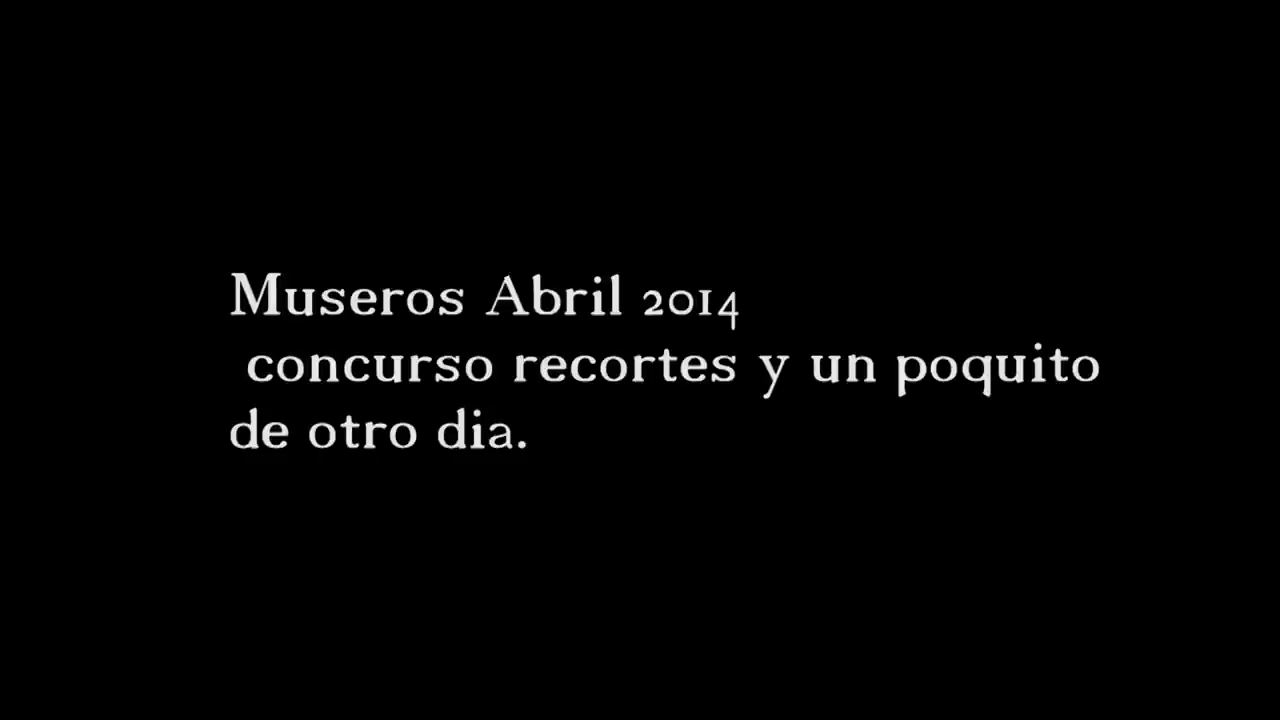 Museros Abril 2014
concurso recortes y un poquito
de otro dia.